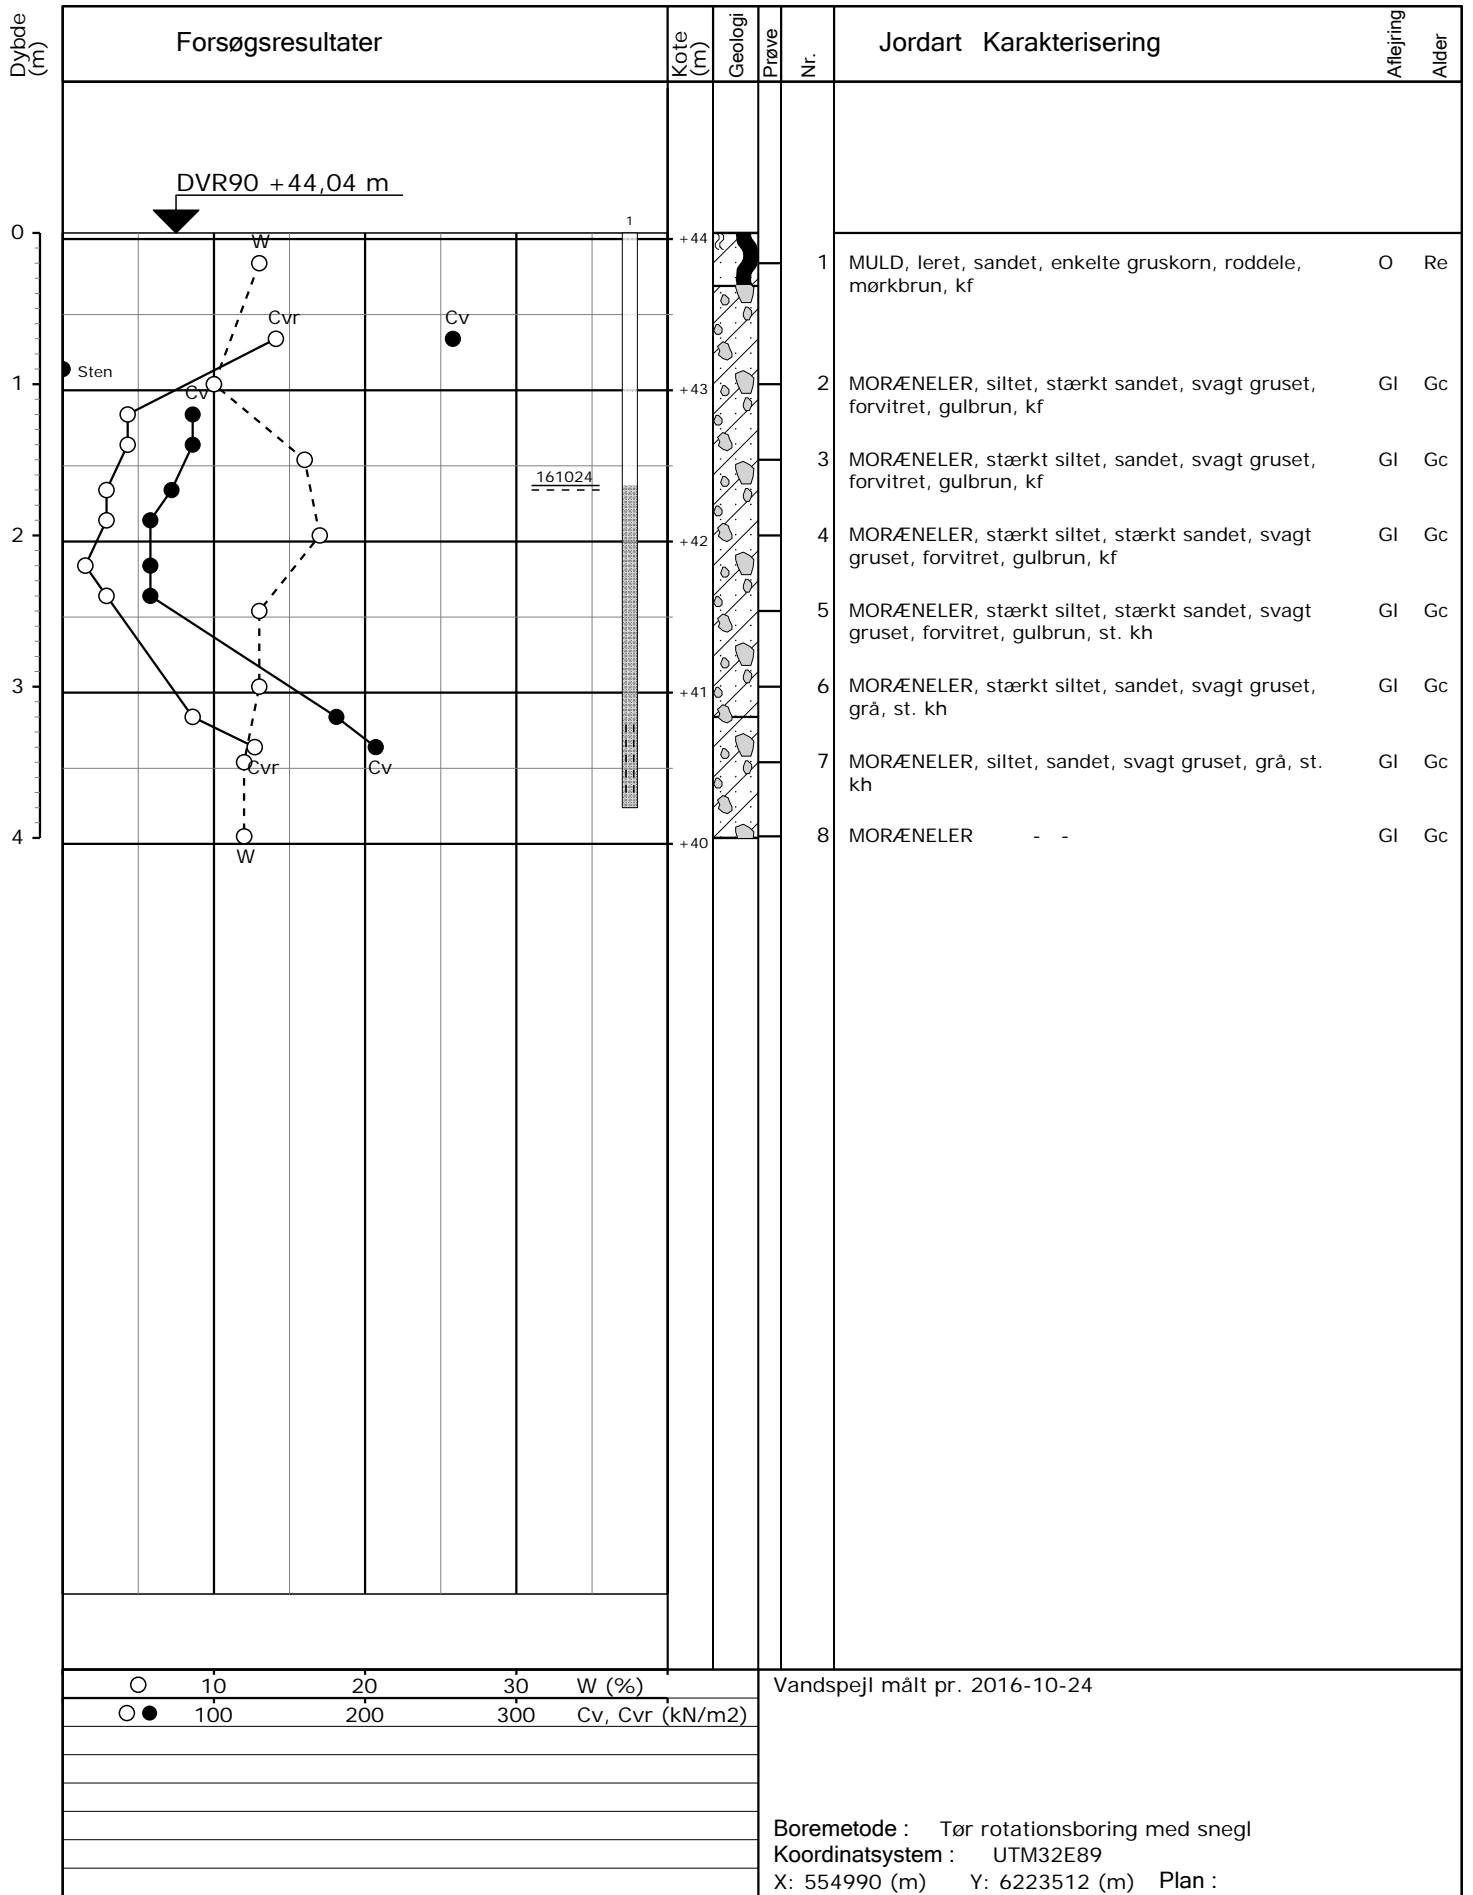 Dybde (m)
Forsøgsresultater
Kote (m)
Geologi
Prøve
Nr.
Jordart Karakterisering
Aflejring
Alder
DVR90 +44,04 m
0
1
W
+44
1 MULD, leret, sandet, enkelte gruskorn, roddele, O Re
mørkbrun, kf
Cvr
Cv
Sten
1
+43
Cv
2 MORÆNELER, siltet, stærkt sandet, svagt gruset, Gl Gc
forvitret, gulbrun, kf
3 MORÆNELER, stærkt siltet, sandet, svagt gruset, Gl Gc
forvitret, gulbrun, kf
161024
2
+42
4 MORÆNELER, stærkt siltet, stærkt sandet, svagt Gl Gc
gruset, forvitret, gulbrun, kf
5 MORÆNELER, stærkt siltet, stærkt sandet, svagt Gl Gc
gruset, forvitret, gulbrun, st. kh
3
+41
6 MORÆNELER, stærkt siltet, sandet, svagt gruset, Gl Gc
grå, st. kh
Cvr
Cv
7 MORÆNELER, siltet, sandet, svagt gruset, grå, st. Gl Gc
kh
4
+40
W
8 MORÆNELER - - Gl Gc
10 20 30 W (%)
100 200 300 Cv, Cvr (kN/m2)
Vandspejl målt pr. 2016-10-24
Boremetode : Tør rotationsboring med snegl
Koordinatsystem : UTM32E89
X: 554990 (m) Y: 6223512 (m) Plan :